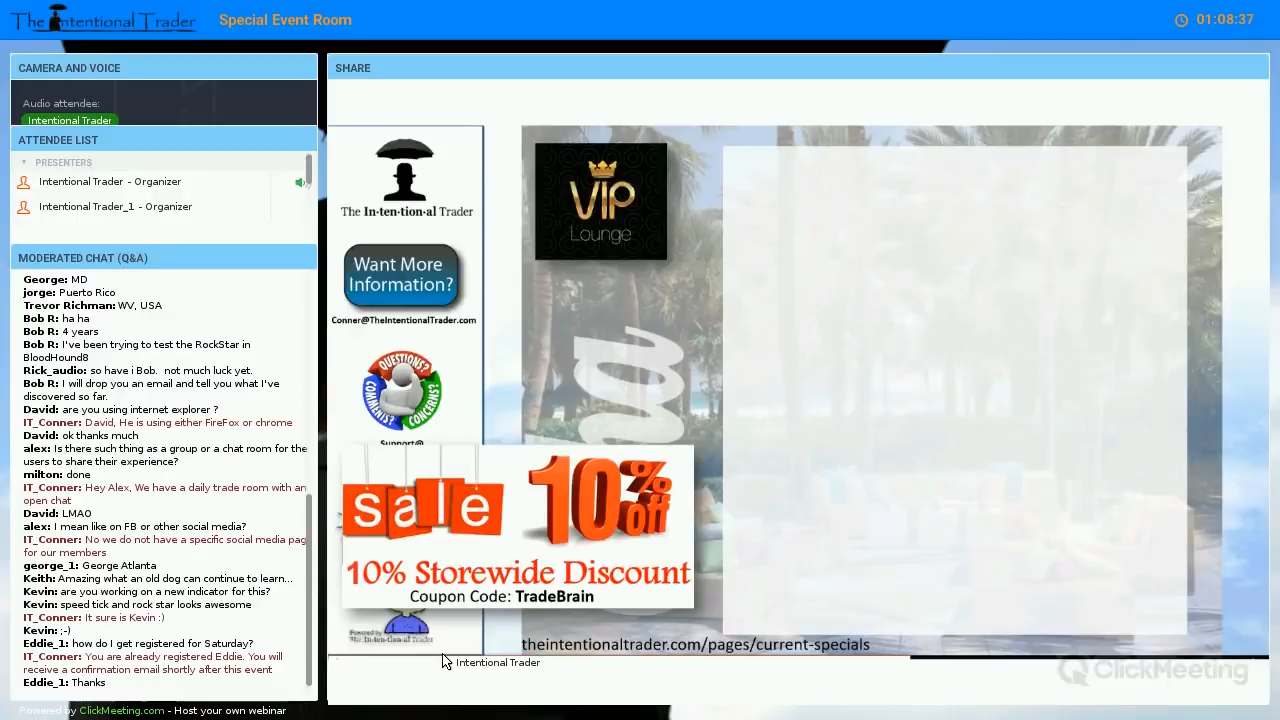 The Intentional Trader
Special Event Room
01:08:37
CAMERA AND VOICE
Audio attendee:
Intentional Trader
ATTENDEE LIST
PRESENTERS
Intentional Trader - Organizer
Intentional Trader_1 - Organizer
MODERATED CHAT (Q&A)
George: MD
jorge: Puerto Rico
Trevor Richman: WV, USA
Bob R: ha ha
Bob R: 4 years
Bob R: I've been trying to test the RockStar in
BloodHound8
Rick_audio: so have i Bob. not much luck yet.
Bob R: I will drop you an email and tell you what I've
discovered so far.
David: are you using internet explorer ?
IT_Conner: David, He is using either FireFox or chrome
David: ok thanks much
alex: Is there such thing as a group or a chat room for the
users to share their experience?
milton: done
IT_Conner: Hey Alex, We have a daily trade room with an
open chat
David: LMAO
alex: I mean like on FB or other social media?
IT_Conner: No we do not have a specific social media pag
for our members
george_1: George Atlanta
Keith: Amazing what an old dog can continue to learn...
Kevin: are you working on a new indicator for this?
Kevin: speed tick and rock star looks awesome
IT_Conner: It sure is Kevin :)
Kevin: ;-)
Eddie_1: how do I get registered for Saturday?
IT_Conner: You are already registered Eddie. You will
receive a confirmation email shortly after this event
Eddie_1: Thanks
Powered by ClickMeeting.com - Host your own webinar
SHARE
The In·ten·tion·al Trader
Want More
Information?
Conner@TheIntentionalTrader.com
QUESTIONS?
COMMENTS?
CONCERNS?
Support@
VIP
Lounge
sale 10% off
10% Storewide Discount
Coupon Code: TradeBrain
Powered by
The In·ten·tion·al Trader
theintentionaltrader.com/pages/current-specials
Intentional Trader
ClickMeeting